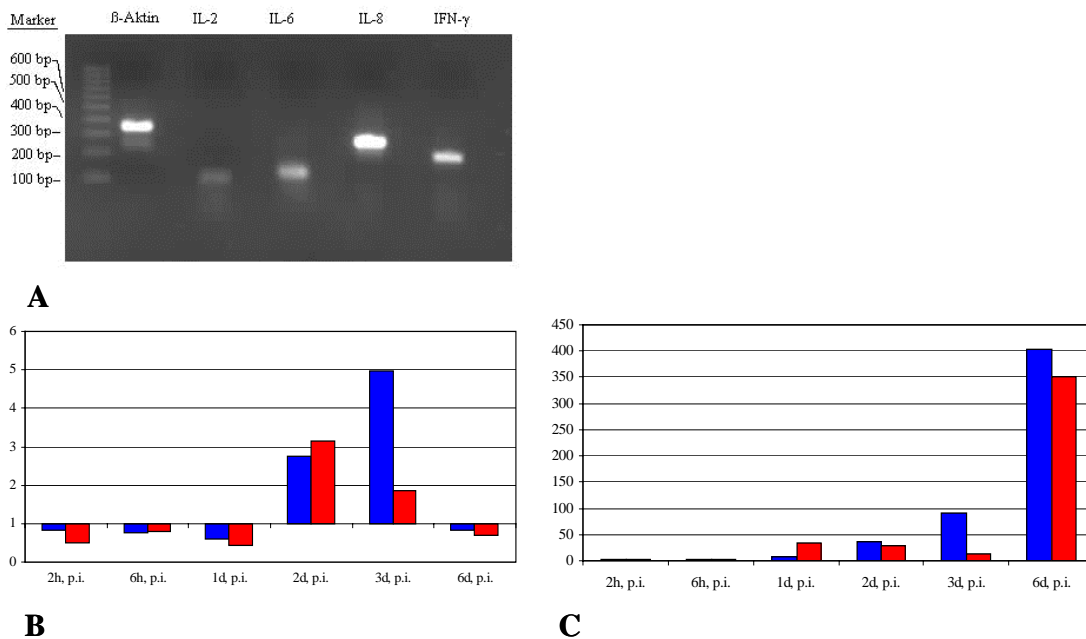 Marker ß-Aktin IL-2 IL-6 IL-8 IFN-γ
600 bp
500 bp
400 bp
300 bp
200 bp
100 bp
A
6
5
4
3
2
1
0
2h, p.i. 6h, p.i. 1d, p.i. 2d, p.i. 3d, p.i. 6d, p.i.
B
450
400
350
300
250
200
150
100
50
0
2h, p.i. 6h, p.i. 1d, p.i. 2d, p.i. 3d, p.i. 6d, p.i.
C